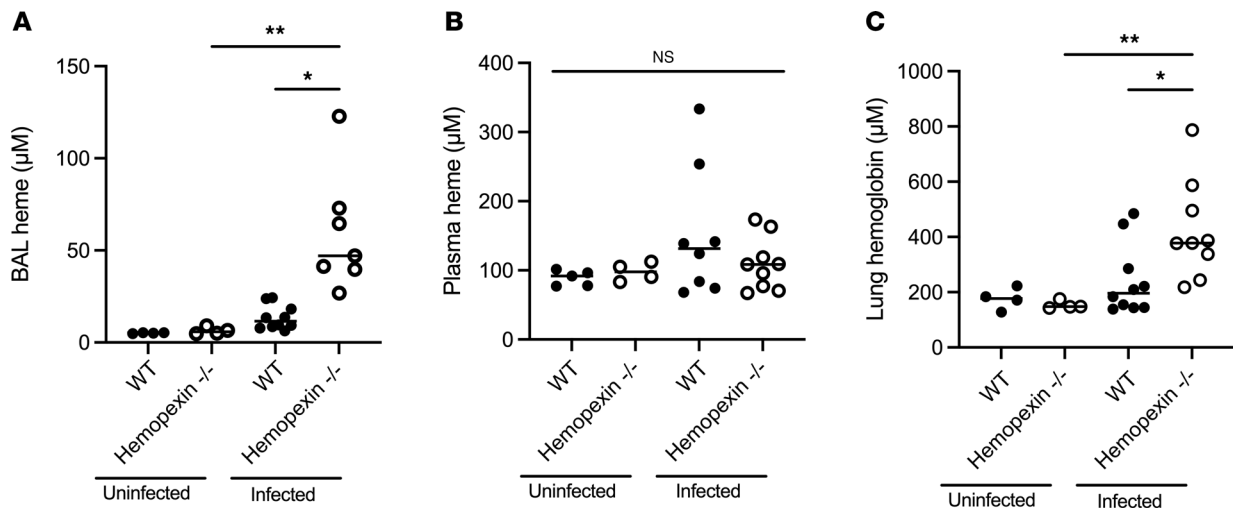 A
**
*
150
100
50
0
BAL heme (μM)
WT
Hemopexin -/-
WT
Hemopexin -/-
Uninfected
Infected
B
NS
400
300
200
100
0
Plasma heme (μM)
WT
Hemopexin -/-
WT
Hemopexin -/-
Uninfected
Infected
C
**
*
1000
800
600
400
200
0
Lung hemoglobin (μM)
WT
Hemopexin -/-
WT
Hemopexin -/-
Uninfected
Infected